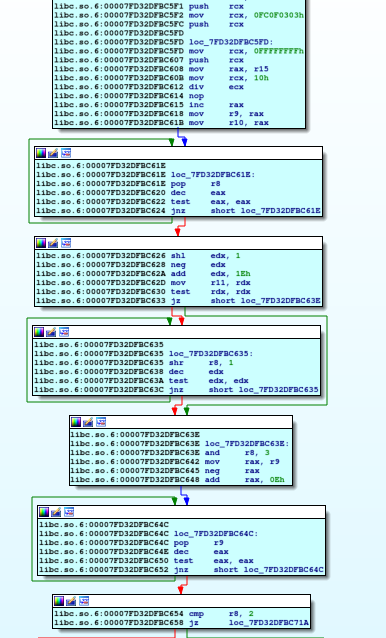 libc.so.6:00007FD32DFBC5F1 push rcx
libc.so.6:00007FD32DFBC5F2 mov rcx, 0FC0F0303h
libc.so.6:00007FD32DFBC5FC push rcx
libc.so.6:00007FD32DFBC5FD
libc.so.6:00007FD32DFBC5FD loc_7FD32DFBC5FD:
libc.so.6:00007FD32DFBC5FD mov rcx, 0FFFFFFFFh
libc.so.6:00007FD32DFBC607 push rcx
libc.so.6:00007FD32DFBC608 mov rax, r15
libc.so.6:00007FD32DFBC60B mov rcx, 10h
libc.so.6:00007FD32DFBC612 div ecx
libc.so.6:00007FD32DFBC614 nop
libc.so.6:00007FD32DFBC615 inc rax
libc.so.6:00007FD32DFBC618 mov r9, rax
libc.so.6:00007FD32DFBC61B mov r10, rax
libc.so.6:00007FD32DFBC61E
libc.so.6:00007FD32DFBC61E loc_7FD32DFBC61E:
libc.so.6:00007FD32DFBC61E pop r8
libc.so.6:00007FD32DFBC620 dec eax
libc.so.6:00007FD32DFBC622 test eax, eax
libc.so.6:00007FD32DFBC624 jnz short loc_7FD32DFBC61E
libc.so.6:00007FD32DFBC626 shl edx, 1
libc.so.6:00007FD32DFBC628 neg edx
libc.so.6:00007FD32DFBC62A add edx, 1Eh
libc.so.6:00007FD32DFBC62D mov r11, rdx
libc.so.6:00007FD32DFBC630 test rdx, rdx
libc.so.6:00007FD32DFBC633 jz short loc_7FD32DFBC63E
libc.so.6:00007FD32DFBC635
libc.so.6:00007FD32DFBC635 loc_7FD32DFBC635:
libc.so.6:00007FD32DFBC635 shr r8, 1
libc.so.6:00007FD32DFBC638 dec edx
libc.so.6:00007FD32DFBC63A test edx, edx
libc.so.6:00007FD32DFBC63C jnz short loc_7FD32DFBC635
libc.so.6:00007FD32DFBC63E
libc.so.6:00007FD32DFBC63E loc_7FD32DFBC63E:
libc.so.6:00007FD32DFBC63E and r8, 3
libc.so.6:00007FD32DFBC642 mov rax, r9
libc.so.6:00007FD32DFBC645 neg rax
libc.so.6:00007FD32DFBC648 add rax, 0Eh
libc.so.6:00007FD32DFBC64C
libc.so.6:00007FD32DFBC64C loc_7FD32DFBC64C:
libc.so.6:00007FD32DFBC64C pop r9
libc.so.6:00007FD32DFBC64E dec eax
libc.so.6:00007FD32DFBC650 test eax, eax
libc.so.6:00007FD32DFBC652 jnz short loc_7FD32DFBC64C
libc.so.6:00007FD32DFBC654 cmp r8, 2
libc.so.6:00007FD32DFBC658 jz loc_7FD32DFBC71A